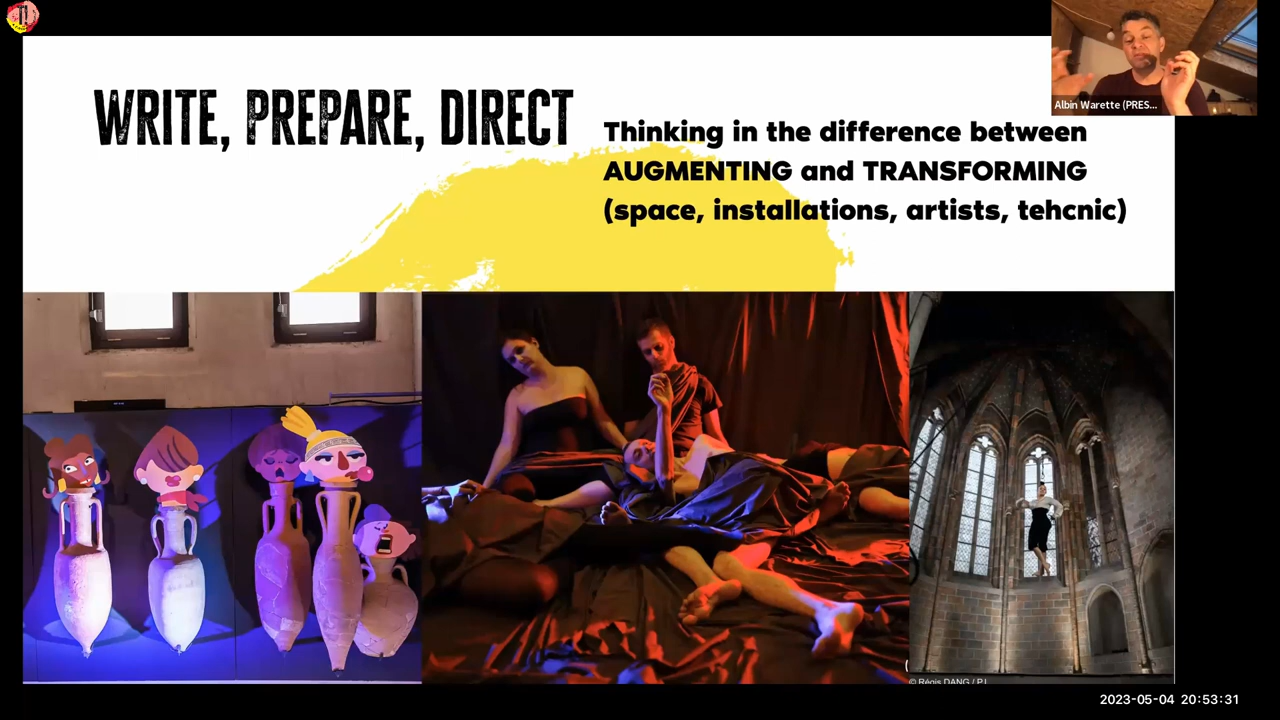 Albin Warette (PRES...
WRITE, PREPARE, DIRECT
Thinking in the difference between
AUGMENTING and TRANSFORMING
(space, installations, artists, tehcnic)
© Régis DANG / PJ
2023-05-04 20:53:31